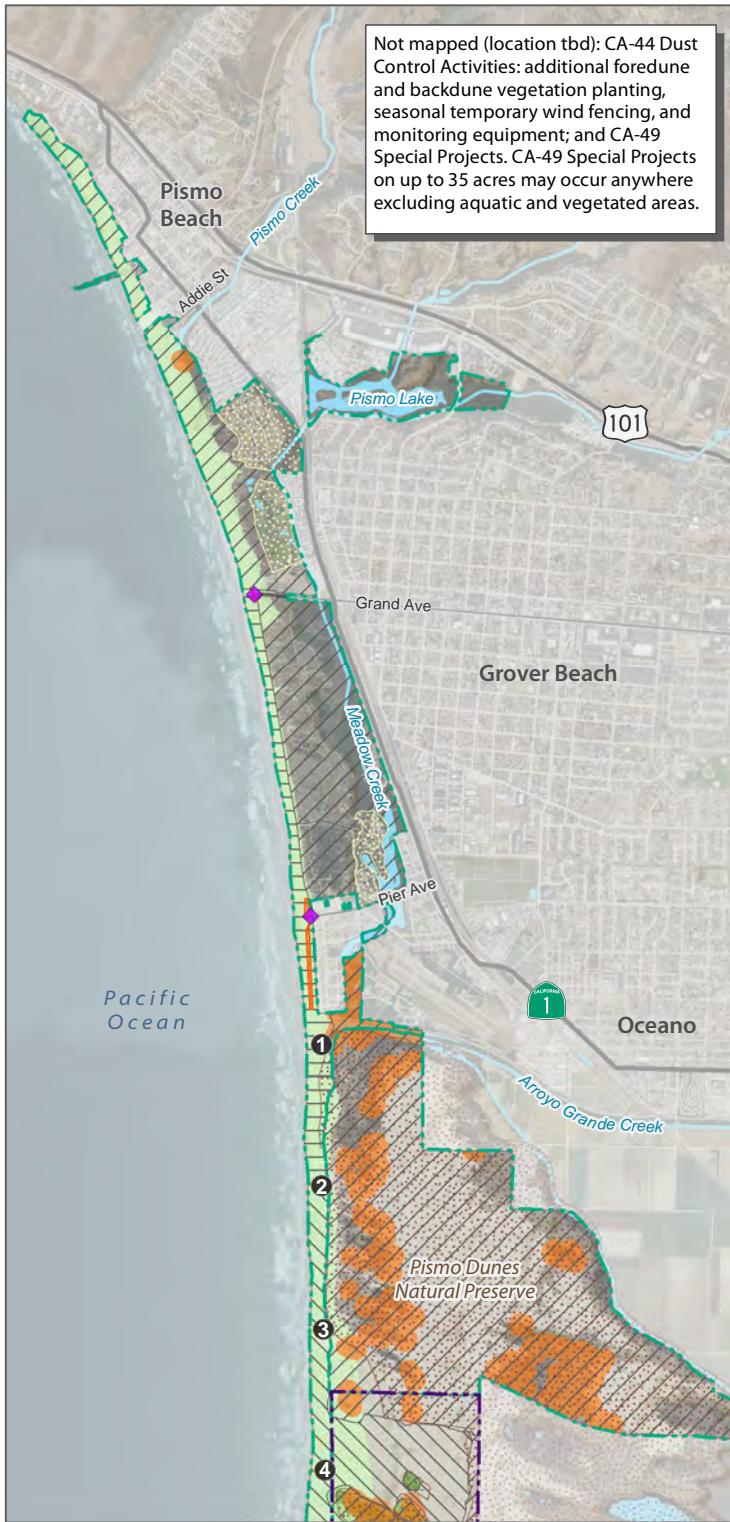 Not mapped (location tbd): CA-44 Dust
Control Activities: additional foredune
and backdune vegetation planting,
seasonal temporary wind fencing, and
monitoring equipment; and CA-49
Special Projects. CA-49 Special Projects
on up to 35 acres may occur anywhere
excluding aquatic and vegetated areas.
Pismo
Beach
Pismo Creek
Addie St
Pismo Lake
101
Grand Ave
Grover Beach
Meadow Creek
Pier Ave
Pacific
Ocean
CALIFORNIA
1
Oceano
1
Arroyo Grande Creek
2
Pismo Dunes
Natural Preserve
3
4